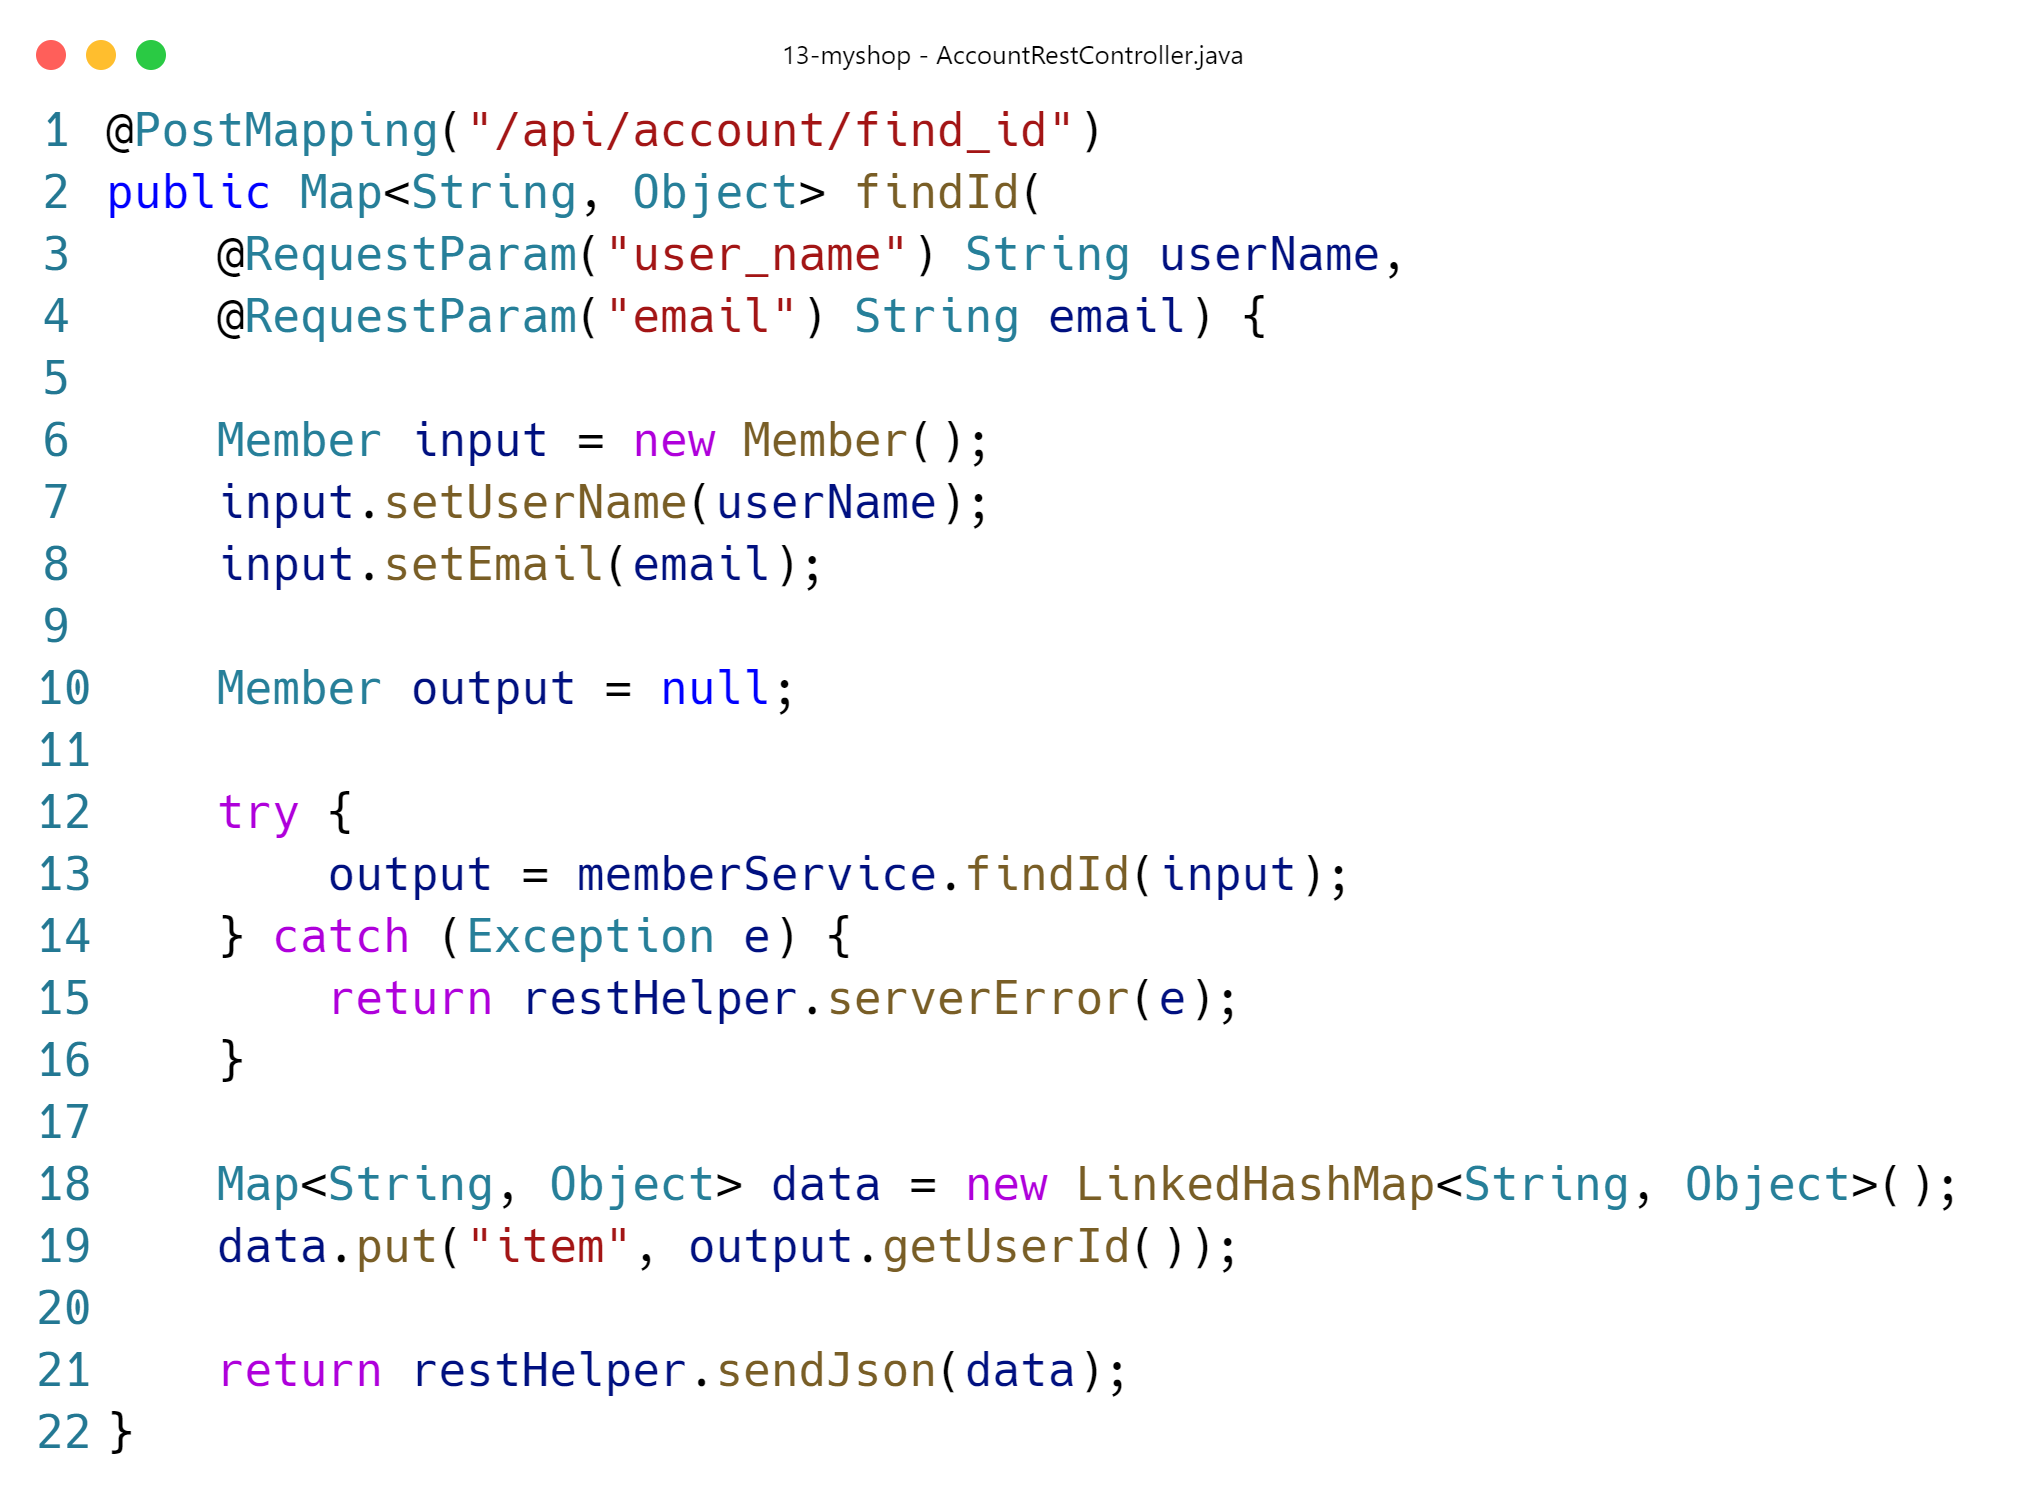 13-myshop - AccountRestController.java
1 @PostMapping("/api/account/find_id")
2 public Map<String, Object> findId(
3     @RequestParam("user_name") String userName,
4     @RequestParam("email") String email) {
5
6     Member input = new Member();
7     input.setUserName(userName);
8     input.setEmail(email);
9
10     Member output = null;
11
12     try {
13         output = memberService.findId(input);
14     } catch (Exception e) {
15         return restHelper.serverError(e);
16     }
17
18     Map<String, Object> data = new LinkedHashMap<String, Object>();
19     data.put("item", output.getUserId());
20
21     return restHelper.sendJson(data);
22 }